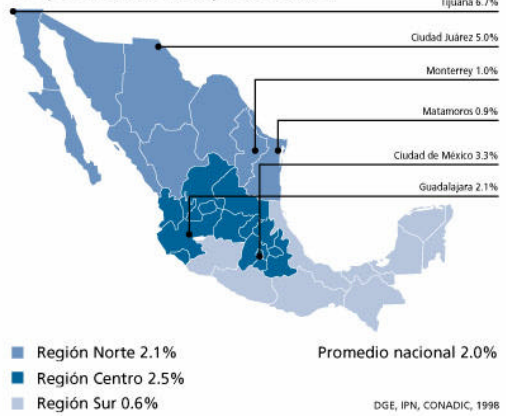 Tijuana 6.7%
Ciudad Juárez 5.0%
Monterrey 1.0%
Matamoros 0.9%
Ciudad de México 3.3%
Guadalajara 2.1%
Región Norte 2.1%
Promedio nacional 2.0%
Región Centro 2.5%
Región Sur 0.6%
DGE, IPN, CONADIC, 1998